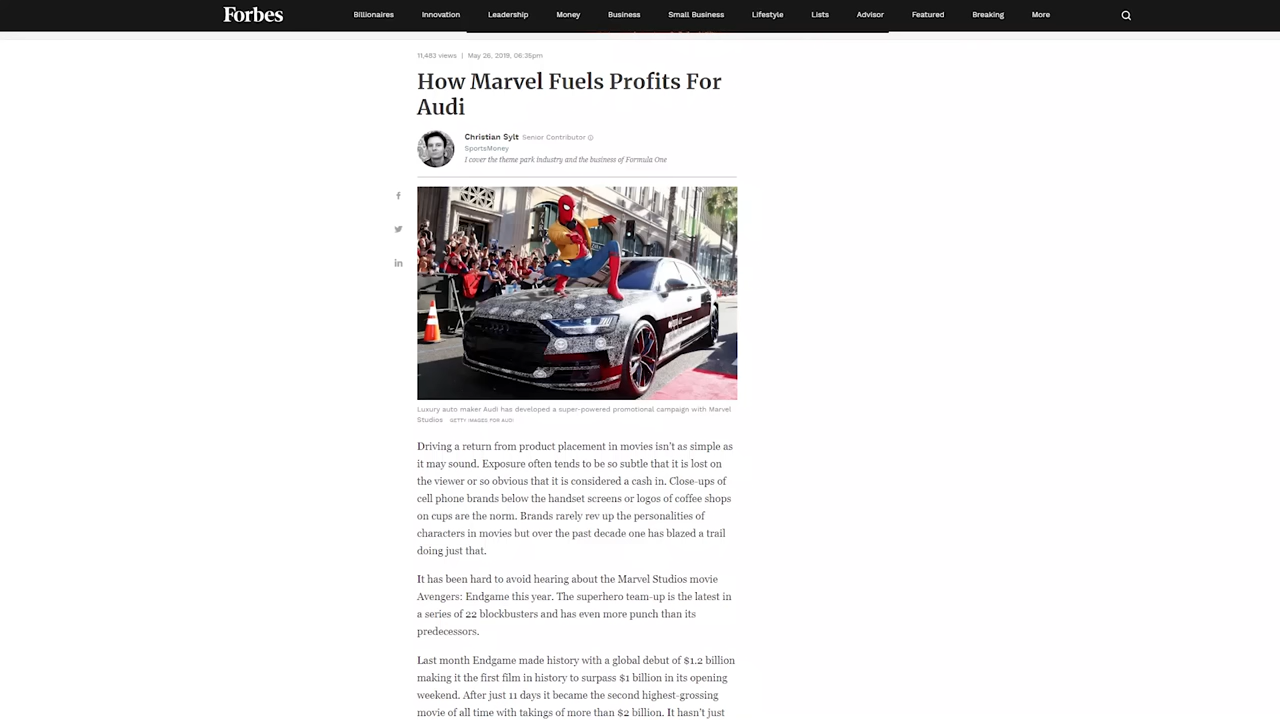 Forbes
Billionaires Innovation Leadership Money Business Small Business Lifestyle Lists Advisor Featured Breaking More
11,483 views | May 26, 2019, 06:35pm
How Marvel Fuels Profits For
Audi
Christian Sylt Senior Contributor
SportsMoney
I cover the theme park industry and the business of Formula One
Luxury auto maker Audi has developed a super-powered promotional campaign with Marvel
Studios GETTY IMAGES FOR AUDI
Driving a return from product placement in movies isn't as simple as
it may sound. Exposure often tends to be so subtle that it is lost on
the viewer or so obvious that it is considered a cash in. Close-ups of
cell phone brands below the handset screens or logos of coffee shops
on cups are the norm. Brands rarely rev up the personalities of
characters in movies but over the past decade one has blazed a trail
doing just that.
It has been hard to avoid hearing about the Marvel Studios movie
Avengers: Endgame this year. The superhero team-up is the latest in
a series of 22 blockbusters and has even more punch than its
predecessors.
Last month Endgame made history with a global debut of $1.2 billion
making it the first film in history to surpass $1 billion in its opening
weekend. After just 11 days it became the second highest-grossing
movie of all time with takings of more than $2 billion. It hasn't just